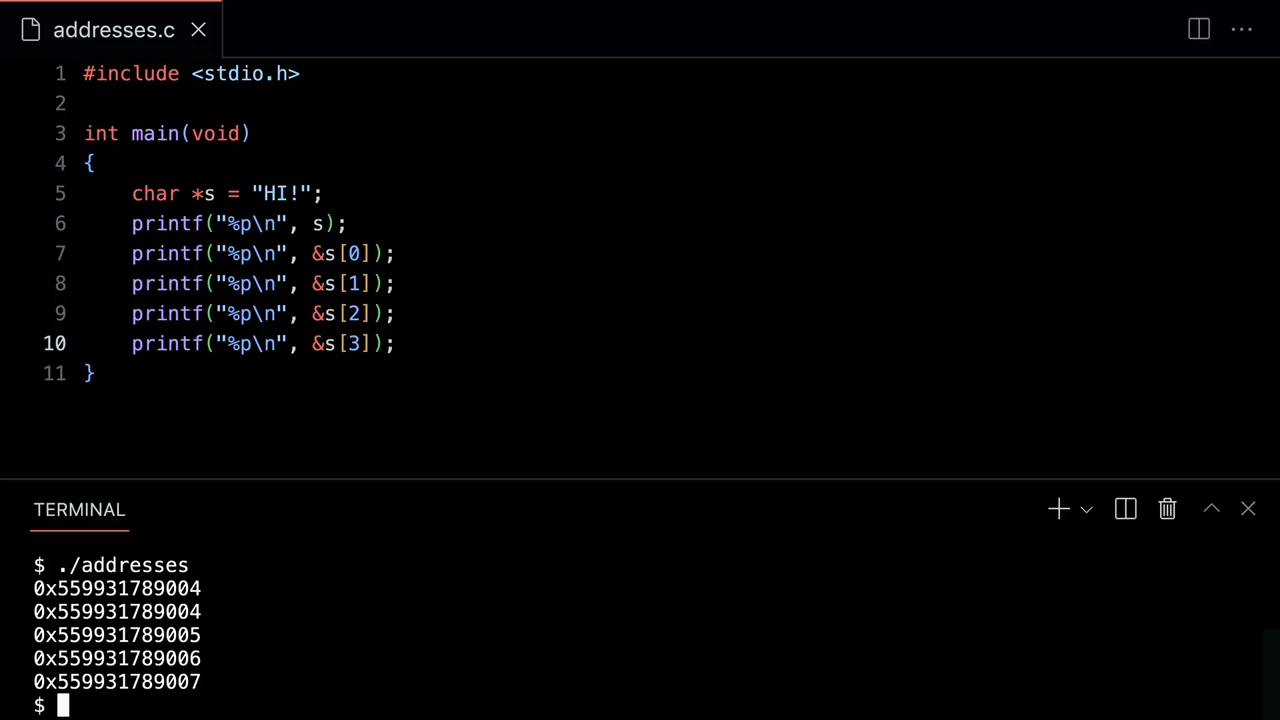 addresses.c
1 #include <stdio.h>
2
3 int main(void)
4 {
5     char *s = "HI!";
6     printf("%p\n", s);
7     printf("%p\n", &s[0]);
8     printf("%p\n", &s[1]);
9     printf("%p\n", &s[2]);
10     printf("%p\n", &s[3]);
11 }
TERMINAL
$ ./addresses
0x559931789004
0x559931789004
0x559931789005
0x559931789006
0x559931789007
$